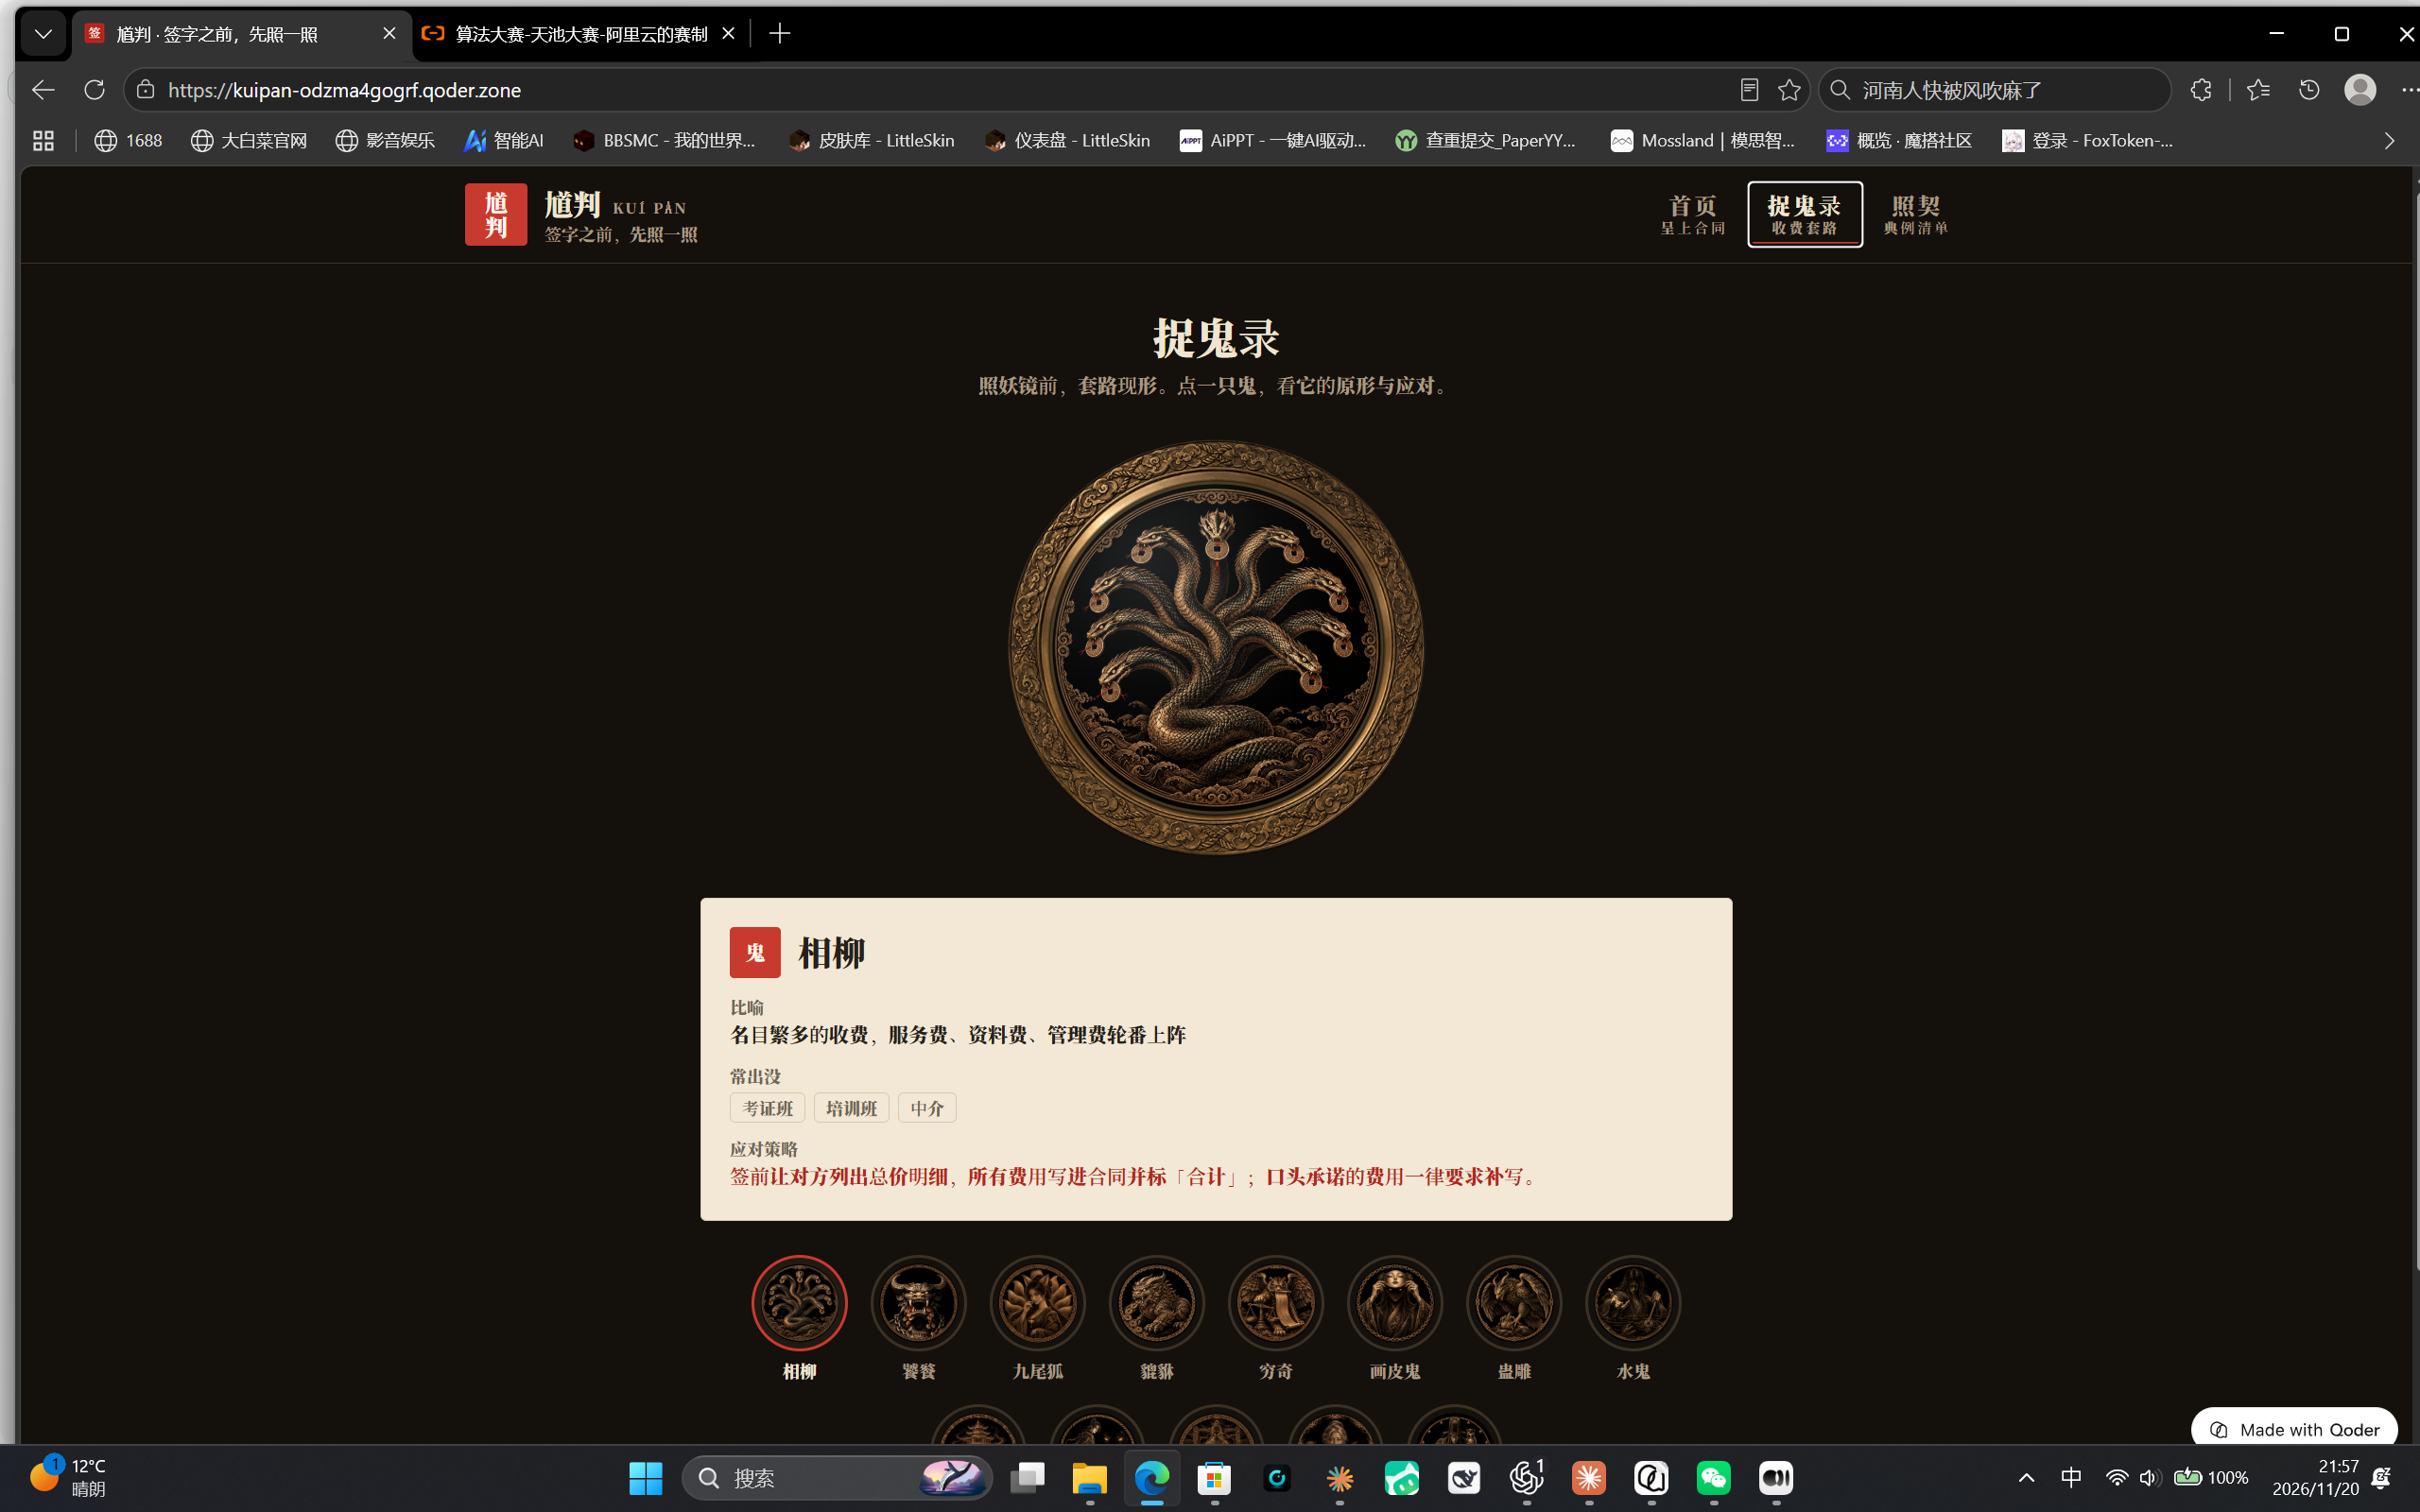 签 馗判 · 签字之前，先照一照
算法大赛-天池大赛-阿里云的赛制
https://kuipan-odzma4gogrf.qoder.zone
河南人快被风吹麻了
1688
大白菜官网
影音娱乐
智能AI
BBSMC - 我的世界...
皮肤库 - LittleSkin
仪表盘 - LittleSkin
AiPPT - 一键AI驱动...
查重提交_PaperYY...
Mossland | 模思智...
概览 · 魔搭社区
登录 - FoxToken-...
馗判
馗判 KUÍ PÀN
签字之前，先照一照
首页
呈上合同
捉鬼录
收费套路
照契
典例清单
捉鬼录
照妖镜前，套路现形。点一只鬼，看它的原形与应对。
鬼 相柳
比喻
名目繁多的收费，服务费、资料费、管理费轮番上阵
常出没
考证班 培训班 中介
应对策略
签前让对方列出总价明细，所有费用写进合同并标「合计」；口头承诺的费用一律要求补写。
相柳 饕餮 九尾狐 貔貅 穷奇 画皮鬼 蛊雕 水鬼
Made with Qoder
1
12°C
晴朗
搜索
1
中
100%
21:57
2026/11/20